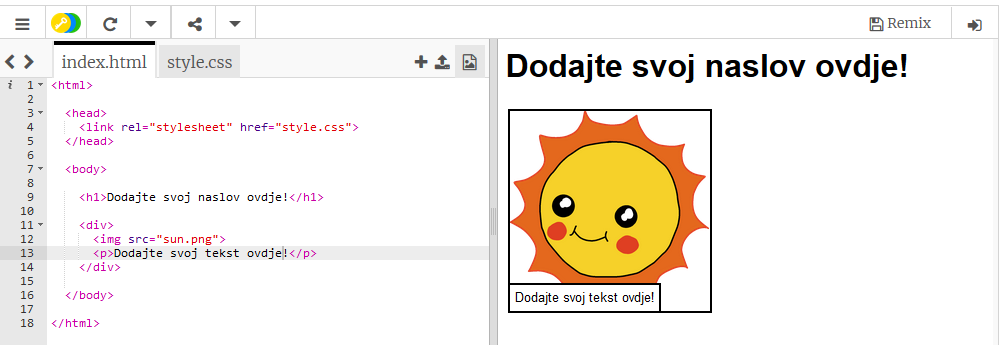 Remix
index.html style.css
1 <html>
2
3 <head>
4 <link rel="stylesheet" href="style.css">
5 </head>
6
7 <body>
8
9 <h1>Dodajte svoj naslov ovdje!</h1>
10
11 <div>
12 <img src="sun.png">
13 <p>Dodajte svoj tekst ovdje!</p>
14 </div>
15
16 </body>
17
18 </html>
Dodajte svoj naslov ovdje!
Dodajte svoj tekst ovdje!